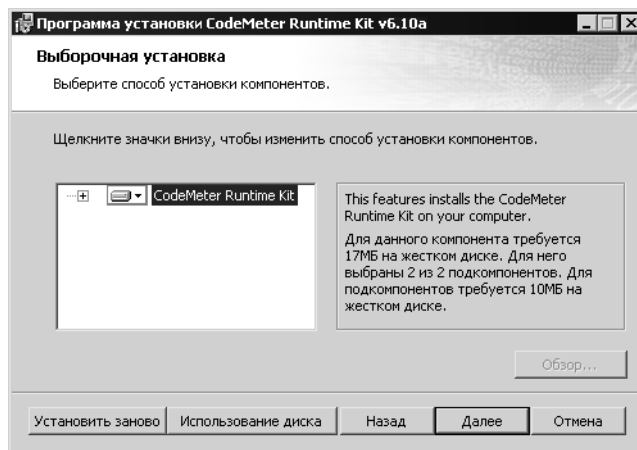 Программа установки CodeMeter Runtime Kit v6.10a
Выборочная установка
Выберите способ установки компонентов.
Щелкните значки внизу, чтобы изменить способ установки компонентов.
CodeMeter Runtime Kit
This features installs the CodeMeter
Runtime Kit on your computer.
Для данного компонента требуется
17МБ на жестком диске. Для него
выбраны 2 из 2 подкомпонентов. Для
подкомпонентов требуется 10МБ на
жестком диске.
Обзор...
Установить заново Использование диска Назад Далее Отмена